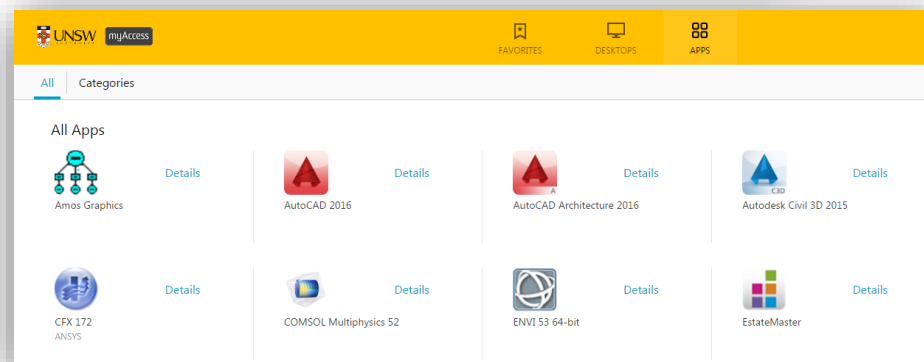 UNSW myAccess
FAVORITES DESKTOPS APPS
All Categories
All Apps
Details Details Details Details
Amos Graphics AutoCAD 2016 AutoCAD Architecture 2016 Autodesk Civil 3D 2015
Details Details Details Details
CFX 172 COMSOL Multiphysics 52 ENVI 53 64-bit EstateMaster
ANSYS